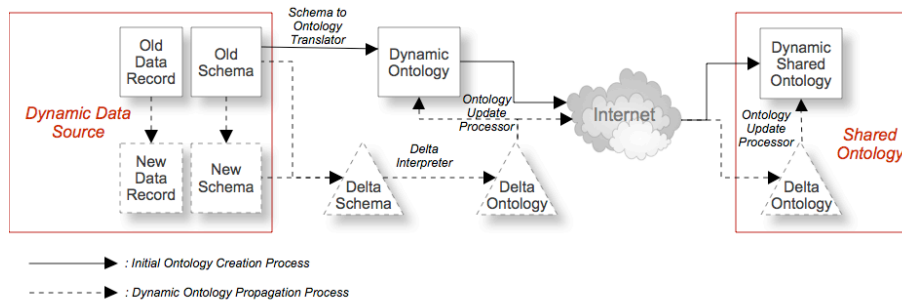 Schema to
Ontology
Translator
Old
Data
Record
Old
Schema
Dynamic
Ontology
Dynamic
Shared
Ontology
Dynamic Data
Source
Ontology
Update
Processor
Internet
Ontology
Update
Processor
Shared
Ontology
New
Data
Record
New
Schema
Delta
Interpreter
Delta
Schema
Delta
Ontology
Delta
Ontology
: Initial Ontology Creation Process
: Dynamic Ontology Propagation Process